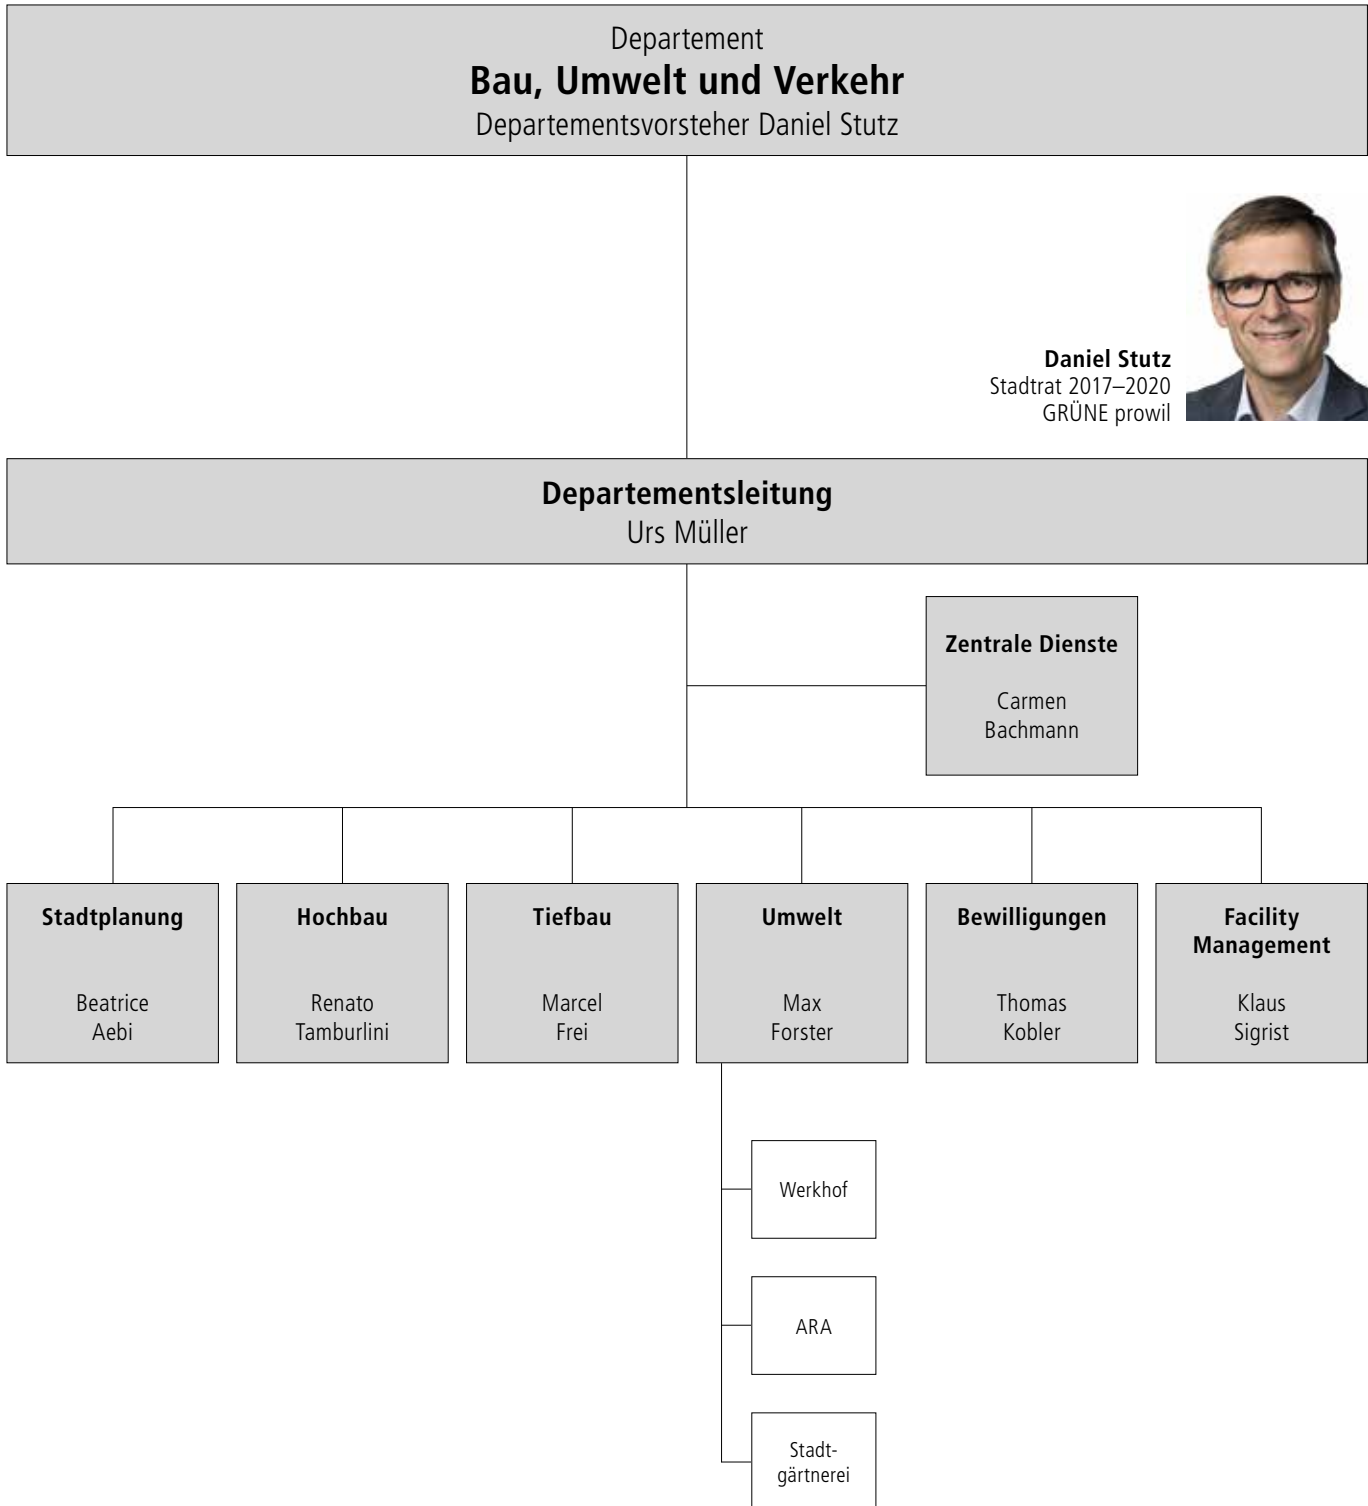 Departement
Bau, Umwelt und Verkehr
Departementsvorsteher Daniel Stutz
Daniel Stutz
Stadtrat 2017–2020
GRÜNE prowil
Departementsleitung
Urs Müller
Zentrale Dienste
Carmen
Bachmann
Stadtplanung
Beatrice
Aebi
Hochbau
Renato
Tamburlini
Tiefbau
Marcel
Frei
Umwelt
Max
Forster
Bewilligungen
Thomas
Kobler
Facility
Management
Klaus
Sigrist
Werkhof
ARA
Stadt-
gärtnerei